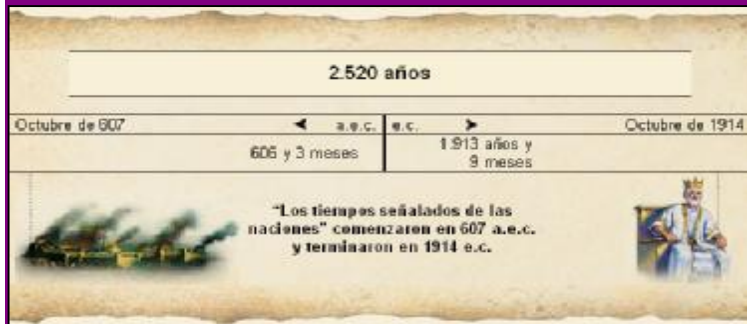 2.520 años
Octubre de 607 a.e.c. e.c. Octubre de 1914
606 y 3 meses
1.913 años y
9 meses
"Los tiempos señalados de las
naciones" comenzaron en 607 a.e.c.
y terminaron en 1914 e.c.